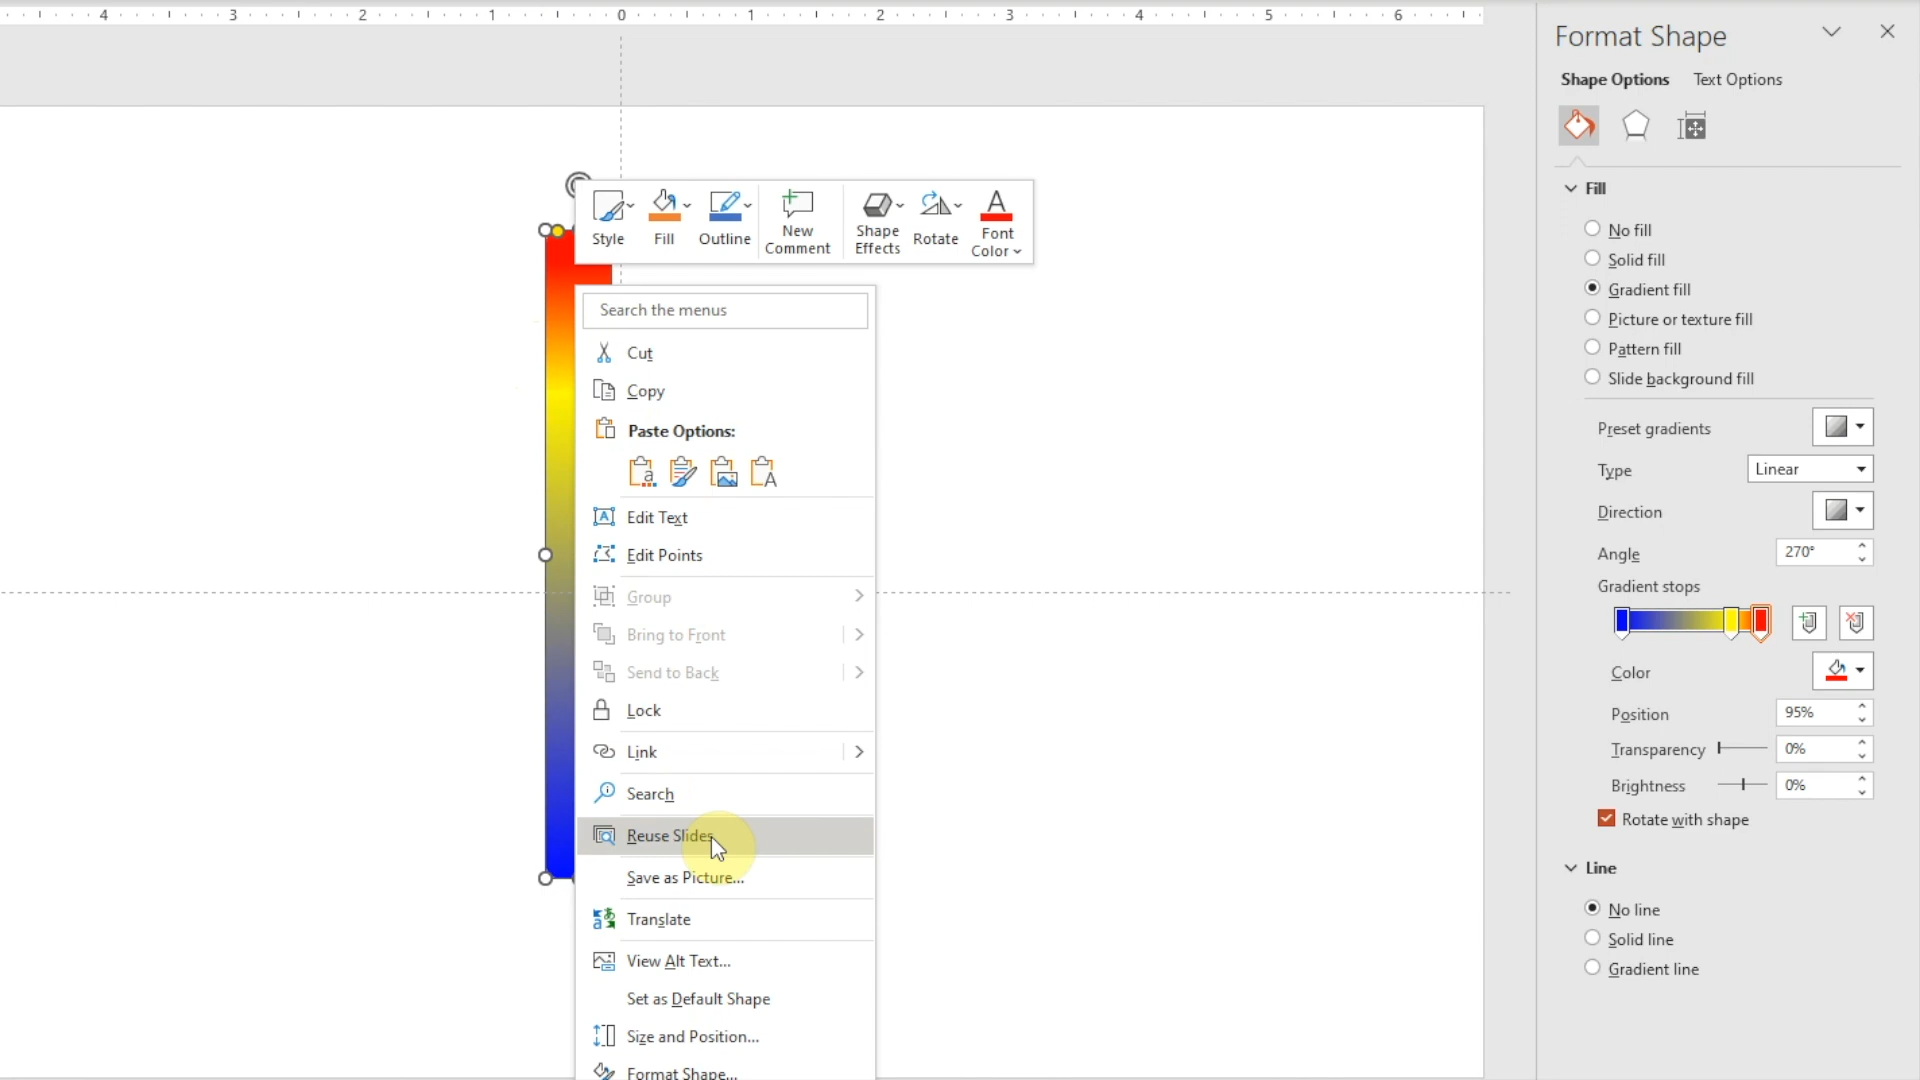 4 3 2 1 0 1 2 3 4 5 6
Format Shape
Shape Options Text Options
Fill
No fill
Solid fill
Gradient fill
Picture or texture fill
Pattern fill
Slide background fill
Preset gradients
Type Linear
Direction
Angle 270°
Gradient stops
Color
Position 95%
Transparency 0%
Brightness 0%
Rotate with shape
Line
No line
Solid line
Gradient line
Style Fill Outline New Comment Shape Effects Rotate Font Color
Search the menus
Cut
Copy
Paste Options:
Edit Text
Edit Points
Group
Bring to Front
Send to Back
Lock
Link
Search
Reuse Slides
Save as Picture...
Translate
View Alt Text...
Set as Default Shape
Size and Position...
Format Shape...